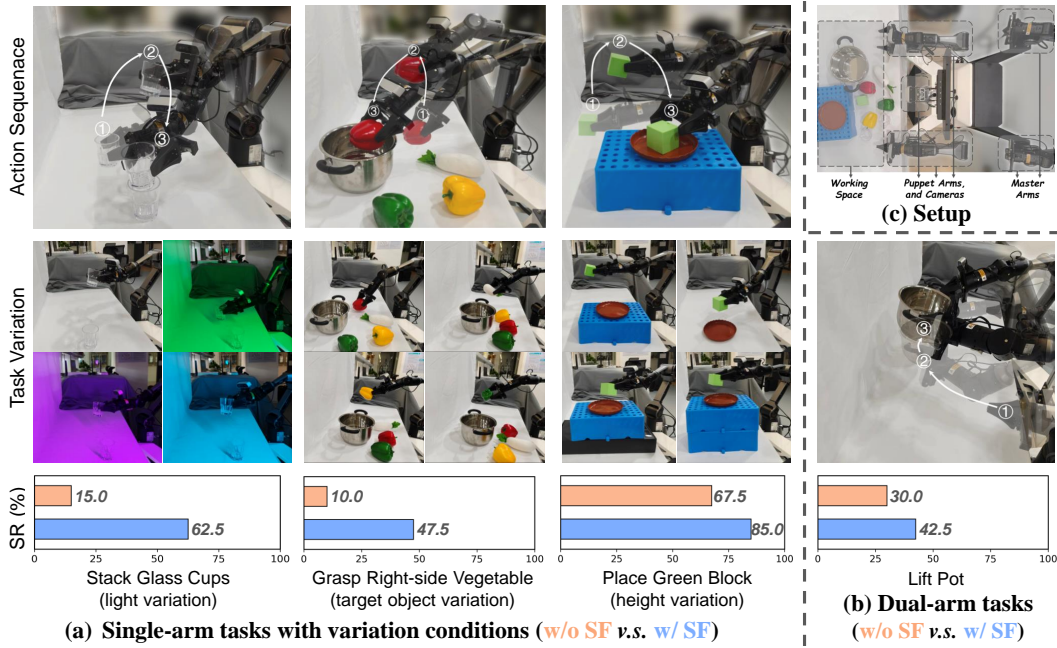 Action Sequenace
①
②
③
①
②
③
①
②
③
Working
Space
Puppet Arms,
and Cameras
Master
Arms
(c) Setup
Task Variation
①
②
③
SR (%)
15.0
62.5
0 25 50 75 100
Stack Glass Cups
(light variation)
10.0
47.5
0 25 50 75 100
Grasp Right-side Vegetable
(target object variation)
67.5
85.0
0 25 50 75 100
Place Green Block
(height variation)
30.0
42.5
0 25 50 75 100
Lift Pot
(a) Single-arm tasks with variation conditions (w/o SF v.s. w/ SF)
(b) Dual-arm tasks
(w/o SF v.s. w/ SF)